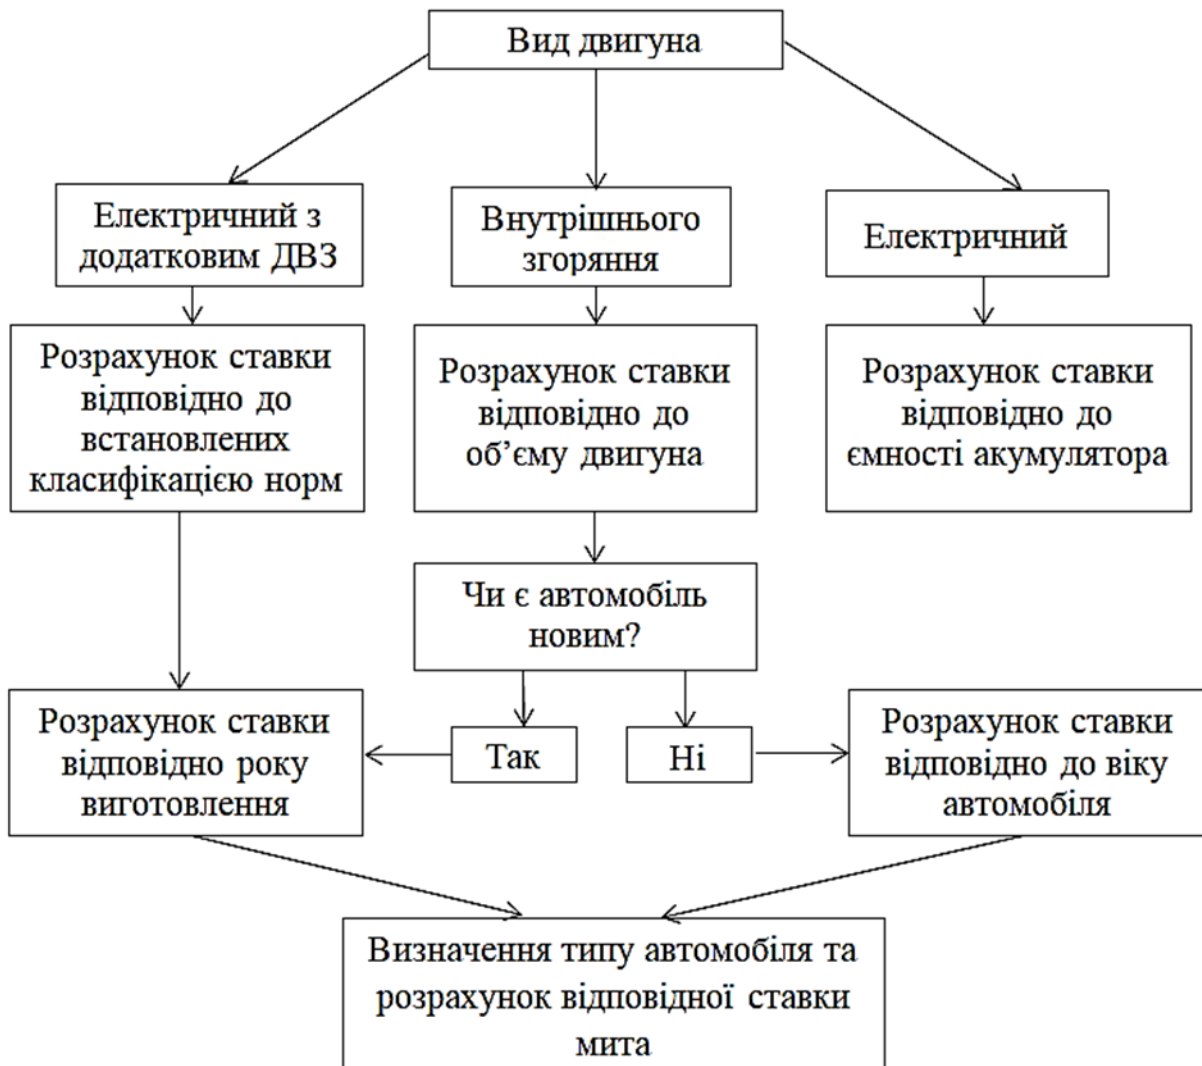 Вид двигуна
Електричний з
додатковим ДВЗ
Внутрішнього
згоряння
Електричний
Розрахунок ставки
відповідно до
встановлених
класифікацією норм
Розрахунок ставки
відповідно до
об’єму двигуна
Розрахунок ставки
відповідно до
ємності акумулятора
Чи є автомобіль
новим?
Розрахунок ставки
відповідно року
виготовлення
Так
Ні
Розрахунок ставки
відповідно до віку
автомобіля
Визначення типу автомобіля та
розрахунок відповідної ставки
мита